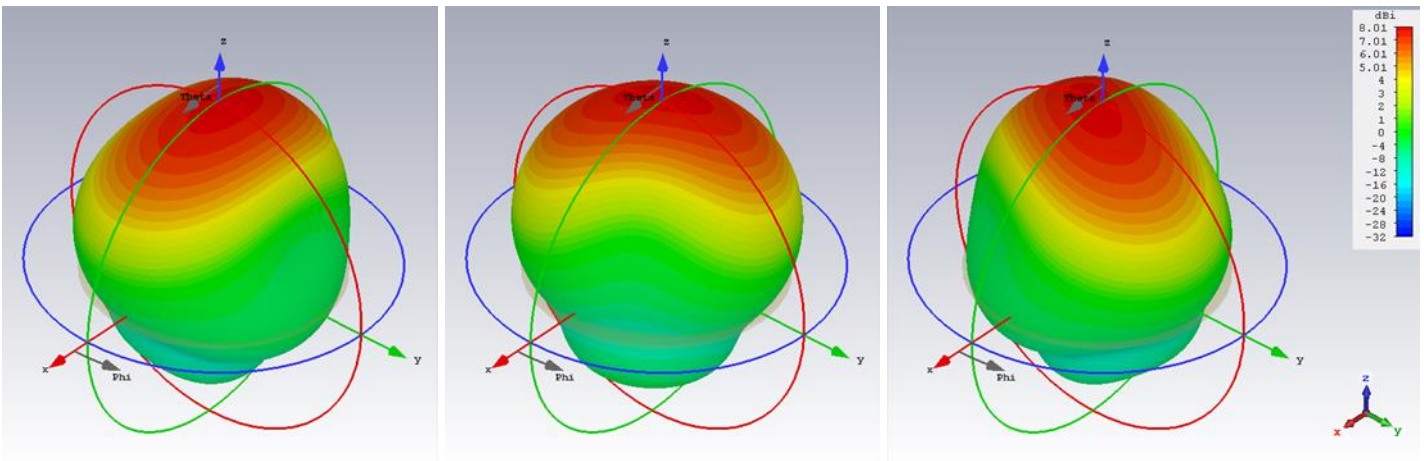 z
Theta
x
Phi
y
z
Theta
x
Phi
y
z
Theta
x
Phi
y
dBi
8.01
7.01
6.01
5.01
4
3
2
1
0
-4
-8
-12
-16
-20
-24
-28
-32
z
x
y